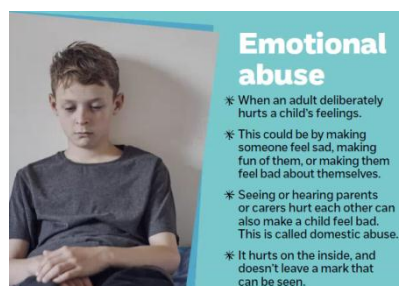 Emotional
abuse
* When an adult deliberately
hurts a child's feelings.
* This could be by making
someone feel sad, making
fun of them, or making them
feel bad about themselves.
* Seeing or hearing parents
or carers hurt each other can
also make a child feel bad.
This is called domestic abuse.
* It hurts on the inside, and
doesn't leave a mark that
can be seen.